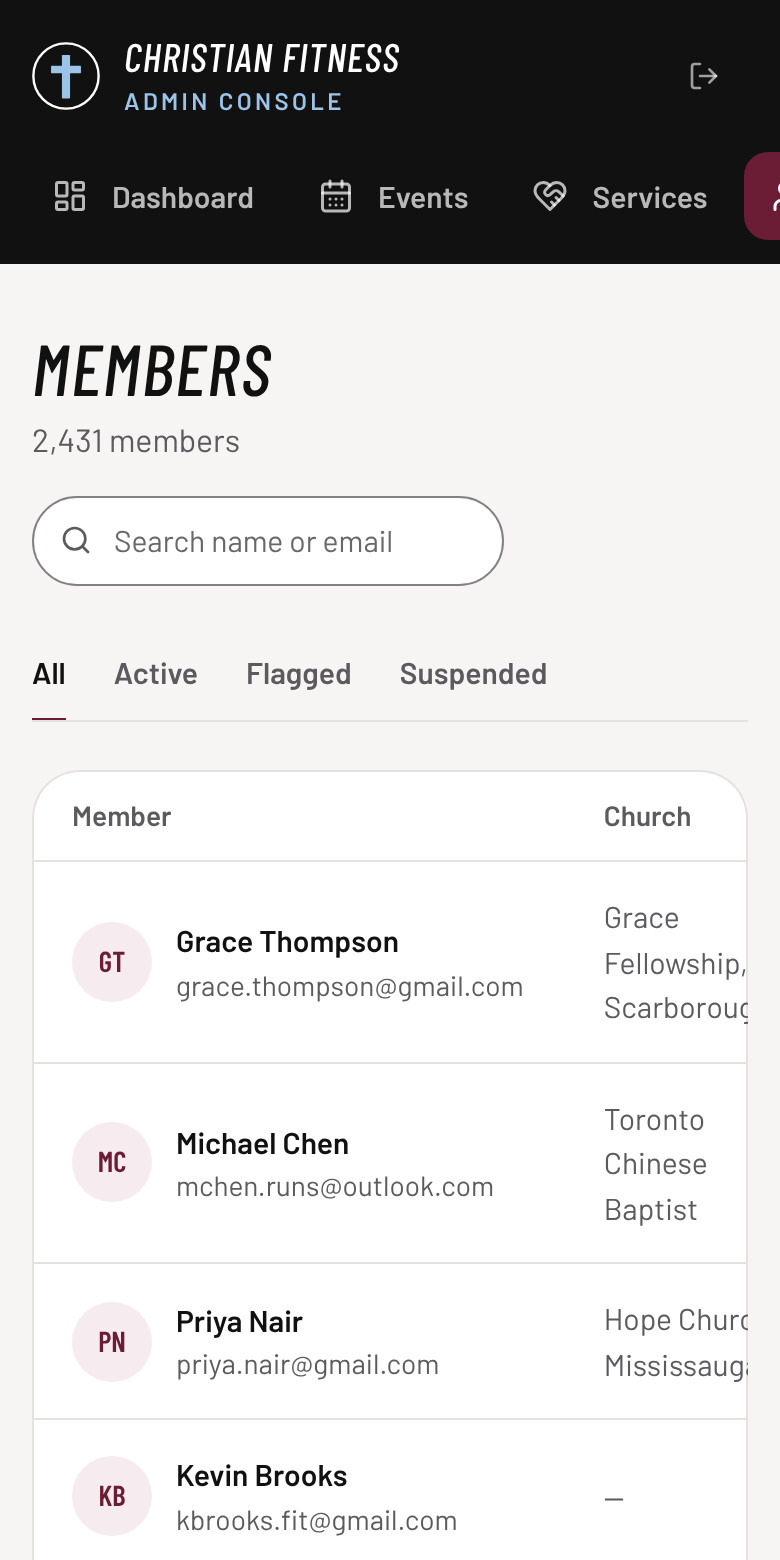 CHRISTIAN FITNESS
ADMIN CONSOLE
Dashboard
Events
Services
MEMBERS
2,431 members
Search name or email
All
Active
Flagged
Suspended
Member
Church
GT
Grace Thompson
grace.thompson@gmail.com
Grace
Fellowship,
MC
Michael Chen
mchen.runs@outlook.com
Toronto
Chinese
Baptist
PN
Priya Nair
priya.nair@gmail.com
Hope
KB
Kevin Brooks
kbrooks.fit@gmail.com
–